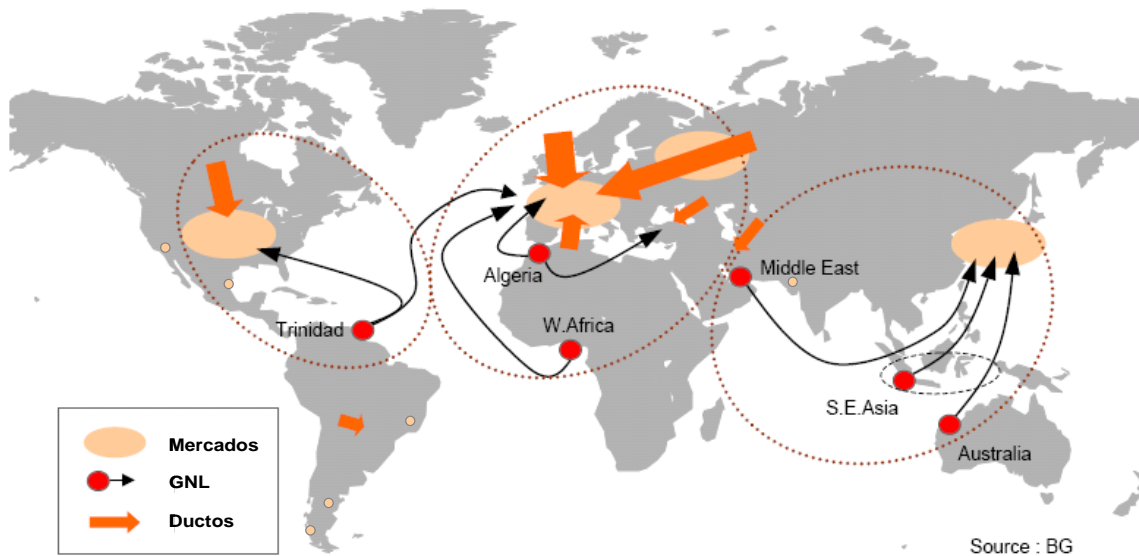 Middle East
Algeria
Trinidad
W.Africa
S.E.Asia
Australia
Mercados
GNL
Ductos
Source : BG